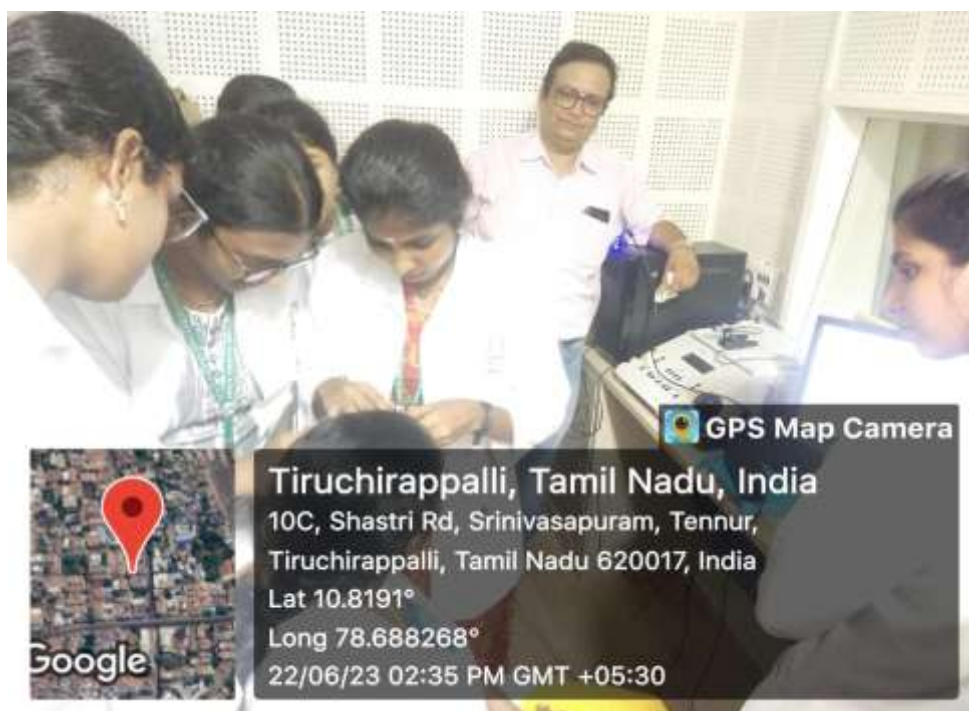 GPS Map Camera
Tiruchirappalli, Tamil Nadu, India
10C, Shastri Rd, Srinivasapuram, Tennur,
Tiruchirappalli, Tamil Nadu 620017, India
Lat 10.8191°
Long 78.688268°
22/06/23 02:35 PM GMT +05:30
Google